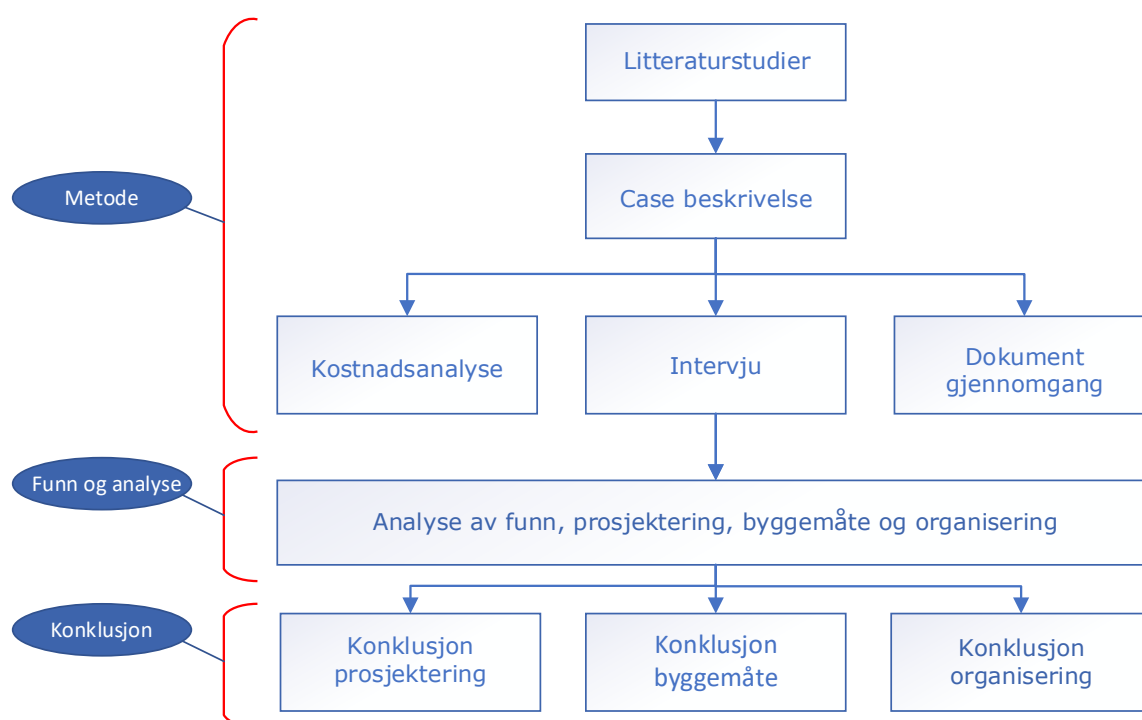 Litteraturstudier
Metode
Case beskrivelse
Kostnadsanalyse
Intervju
Dokument
gjennomgang
Funn og analyse
Analyse av funn, prosjektering, byggemåte og organisering
Konklusjon
Konklusjon
prosjektering
Konklusjon
byggemåte
Konklusjon
organisering